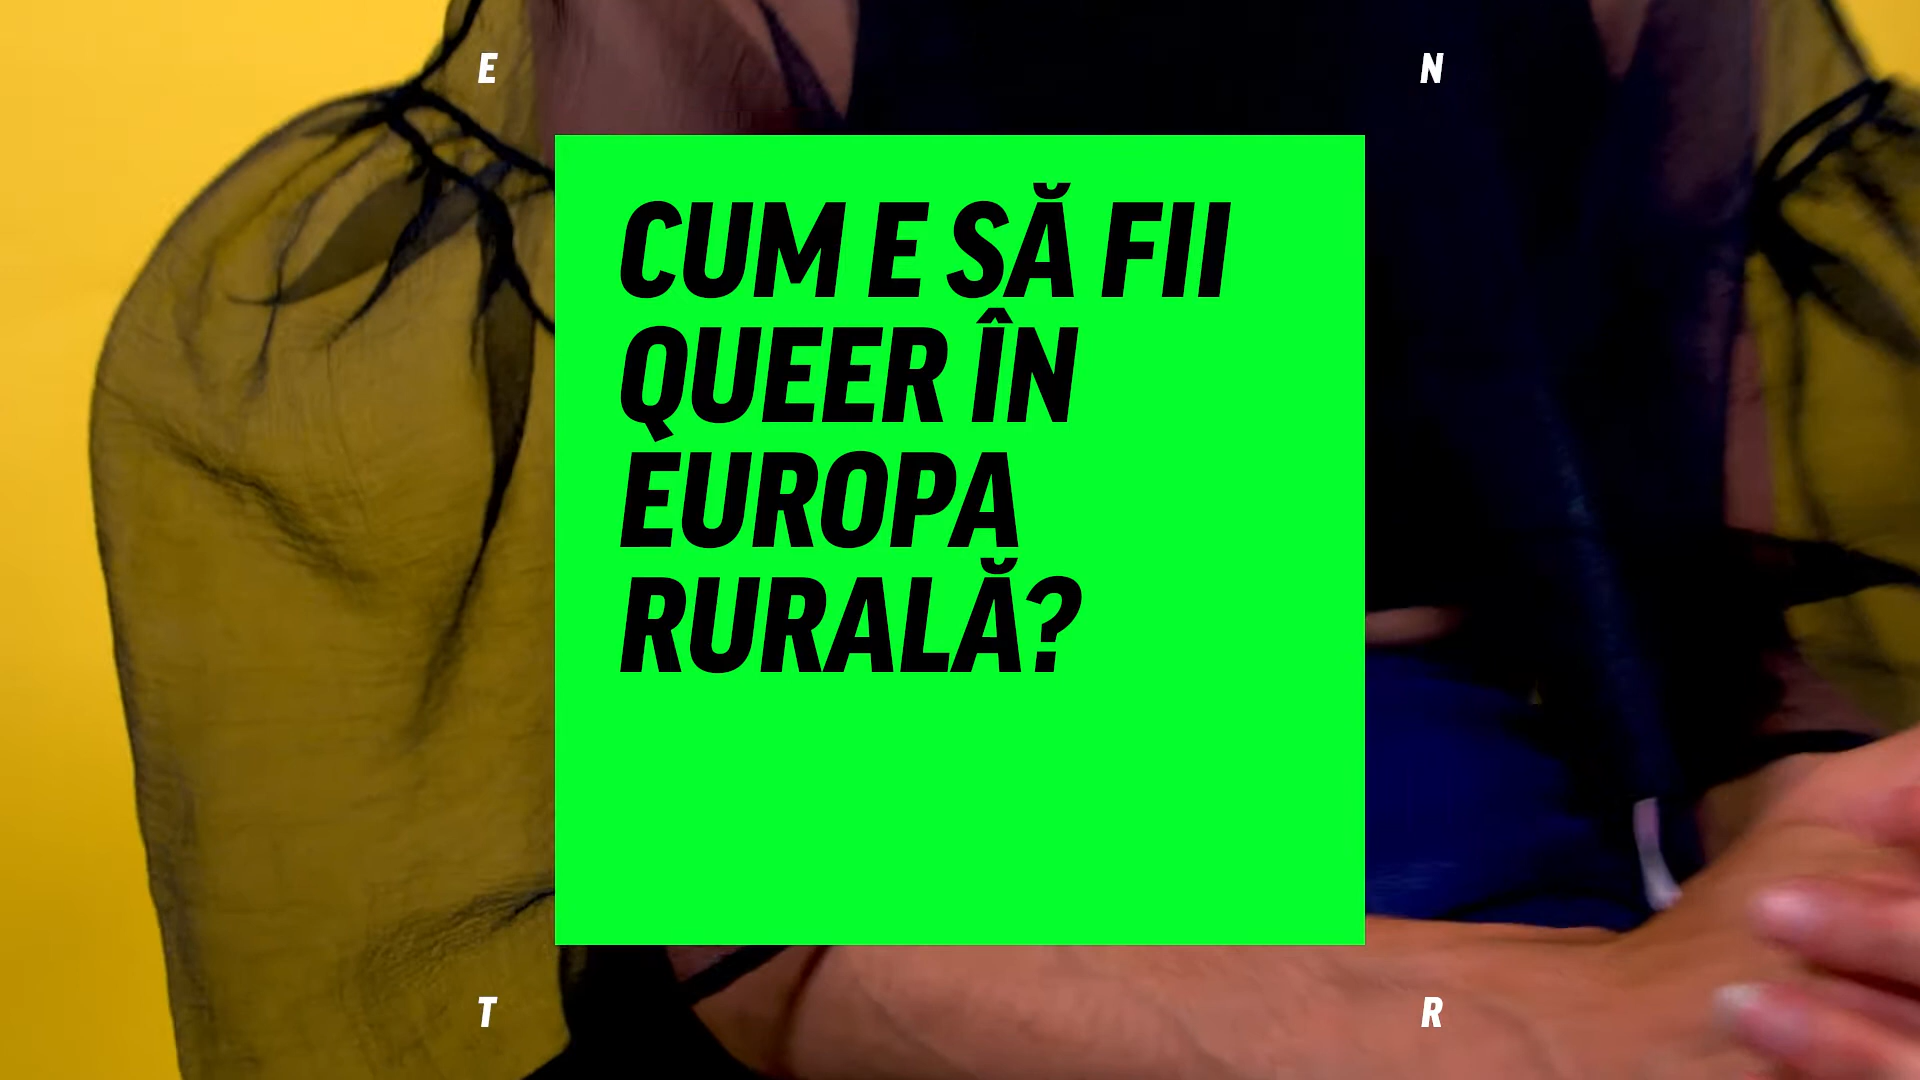 E N
CUM E SĂ FII
QUEER ÎN
EUROPA
RURALĂ?
T R